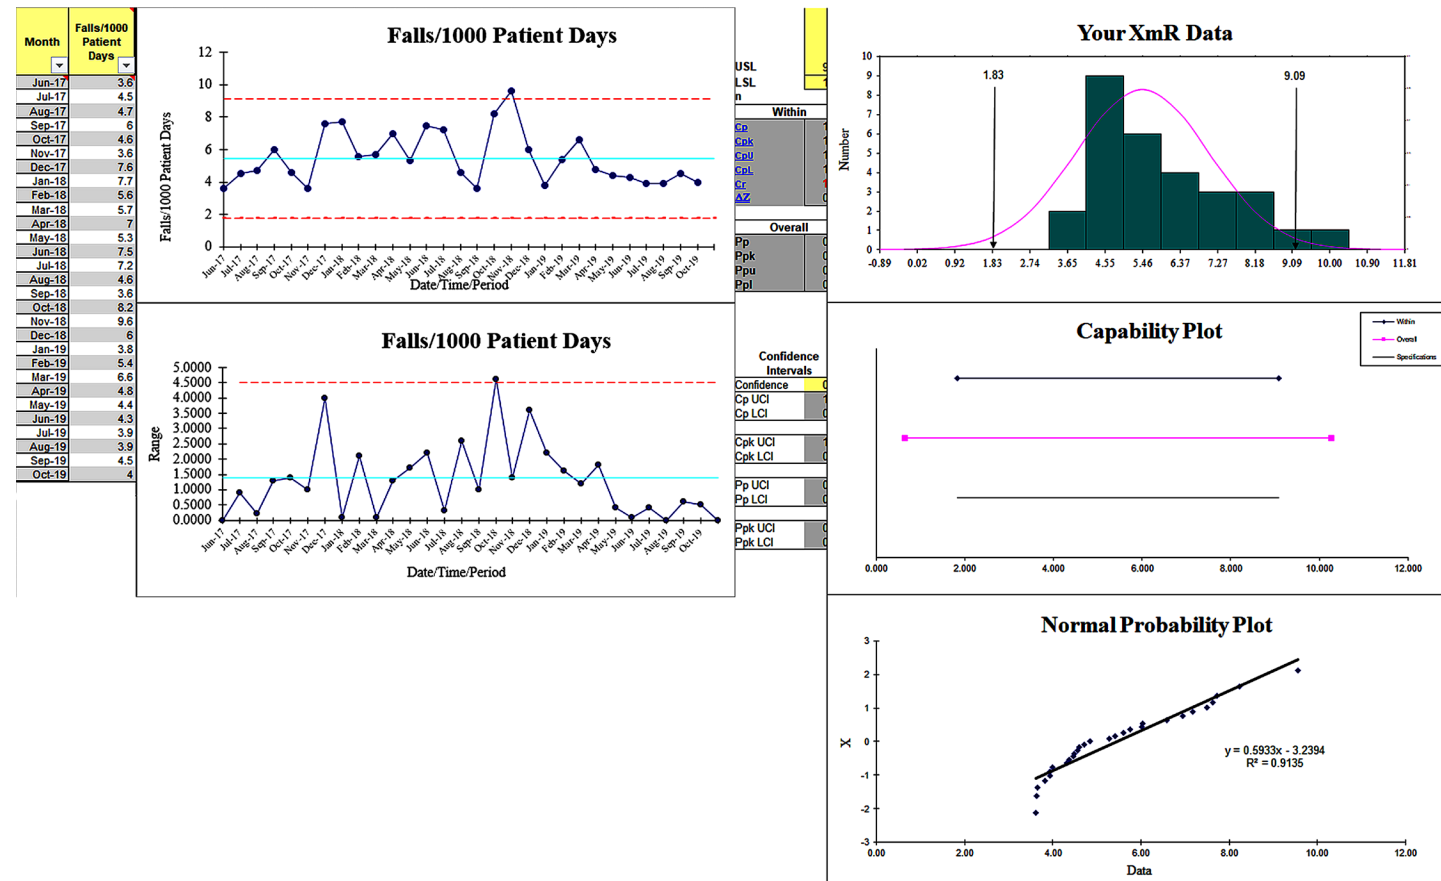 Month
Falls/1000
Patient
Days
Jun-17 3.6
Jul-17 4.5
Aug-17 4.7
Sep-17 6
Oct-17 4.6
Nov-17 3.6
Dec-17 7.6
Jan-18 7.7
Feb-18 5.6
Mar-18 5.7
Apr-18 7
May-18 5.3
Jun-18 7.5
Jul-18 7.2
Aug-18 4.6
Sep-18 3.6
Oct-18 8.2
Nov-18 9.6
Dec-18 6
Jan-19 3.8
Feb-19 5.4
Mar-19 6.6
Apr-19 4.8
May-19 4.4
Jun-19 4.3
Jul-19 3.9
Aug-19 3.9
Sep-19 4.5
Oct-19 4
Falls/1000 Patient Days
Falls/1000 Patient Days
12
10
8
6
4
2
0
Jun-17 Jul-17 Aug-17 Sep-17 Oct-17 Nov-17 Dec-17 Jan-18 Feb-18 Mar-18 Apr-18 May-18 Jun-18 Jul-18 Aug-18 Sep-18 Oct-18 Nov-18 Dec-18 Jan-19 Feb-19 Mar-19 Apr-19 May-19 Jun-19 Jul-19 Aug-19 Sep-19 Oct-19
Date/Time/Period
Falls/1000 Patient Days
Range
5.0000
4.5000
4.0000
3.5000
3.0000
2.5000
2.0000
1.5000
1.0000
0.5000
0.0000
Jun-17 Jul-17 Aug-17 Sep-17 Oct-17 Nov-17 Dec-17 Jan-18 Feb-18 Mar-18 Apr-18 May-18 Jun-18 Jul-18 Aug-18 Sep-18 Oct-18 Nov-18 Dec-18 Jan-19 Feb-19 Mar-19 Apr-19 May-19 Jun-19 Jul-19 Aug-19 Sep-19 Oct-19
Date/Time/Period
USL
LSL
n
Within
Cp
Cpk
CpU
CpL
Cr
ΔZ
Overall
Pp
Ppk
Ppu
Ppl
Confidence
Intervals
Confidence
Cp UCI
Cp LCI
Cpk UCI
Cpk LCI
Pp UCI
Pp LCI
Ppk UCI
Ppk LCI
Your XmR Data
Number
10
9
8
7
6
5
4
3
2
1
0
1.83
9.09
-0.89 0.02 0.92 1.83 2.74 3.65 4.55 5.46 6.37 7.27 8.18 9.09 10.00 10.90 11.81
Capability Plot
Within
Overall
Specifications
0.000 2.000 4.000 6.000 8.000 10.000 12.000
Normal Probability Plot
X
3
2
1
0
-1
-2
-3
y = 0.5933x - 3.2394
R² = 0.9135
0.00 2.00 4.00 6.00 8.00 10.00 12.00
Data